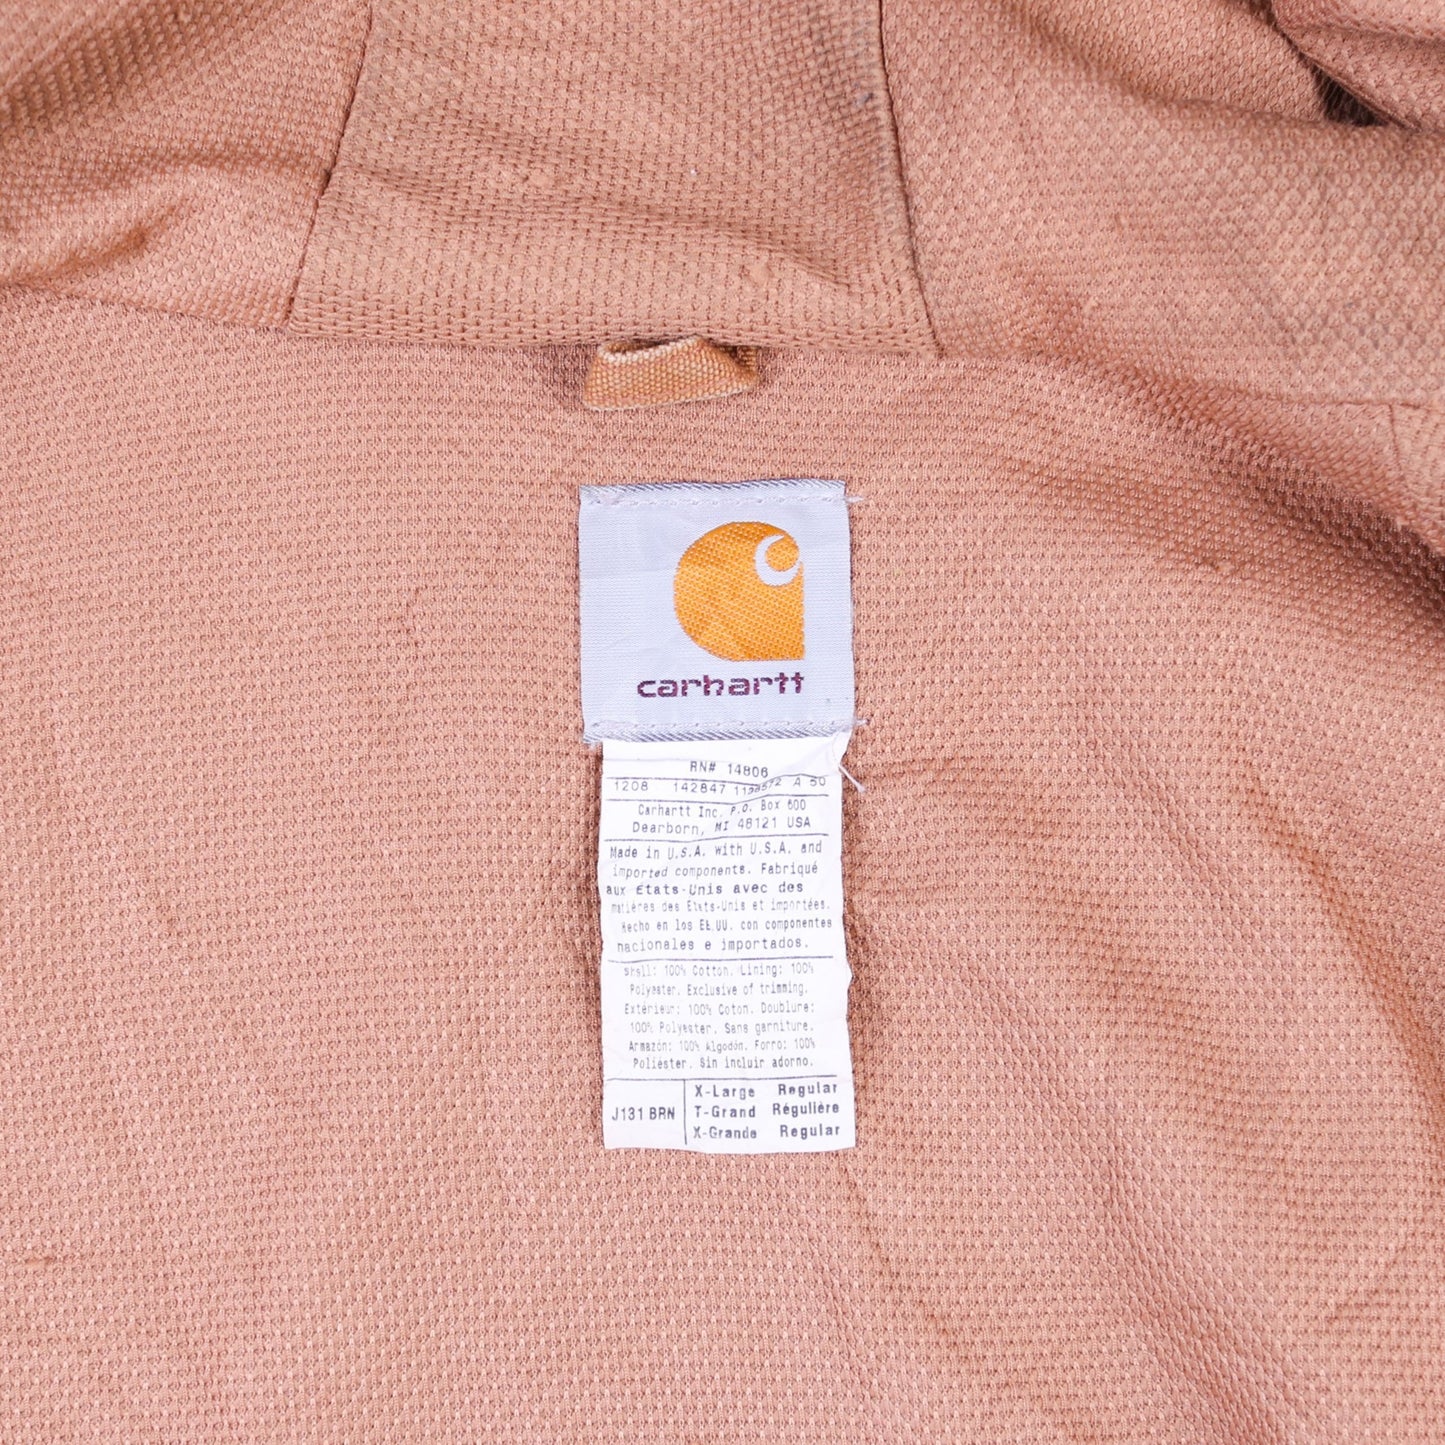 carhartt
RN# 14806
1208 142847 A 50
Carhartt Inc. P.O. Box 600
Dearborn, MI 48121 USA
Made in U.S.A. with U.S.A. and
imported components. Fabriqué
aux États-Unis avec des
matières des États-Unis et importées.
Hecho en los EE.UU. con componentes
nacionales e importados.
Shell: 100% Cotton. Lining: 100%
Polyester. Exclusive of trimming.
Extérieur: 100% Coton. Doublure:
100% Polyester. Sans garniture.
Armazón: 100% Algodón. Forro: 100%
Poliéster. Sin incluir adorno.
X-Large Regular
J131 BRN T-Grand Régulière
X-Grande Regular